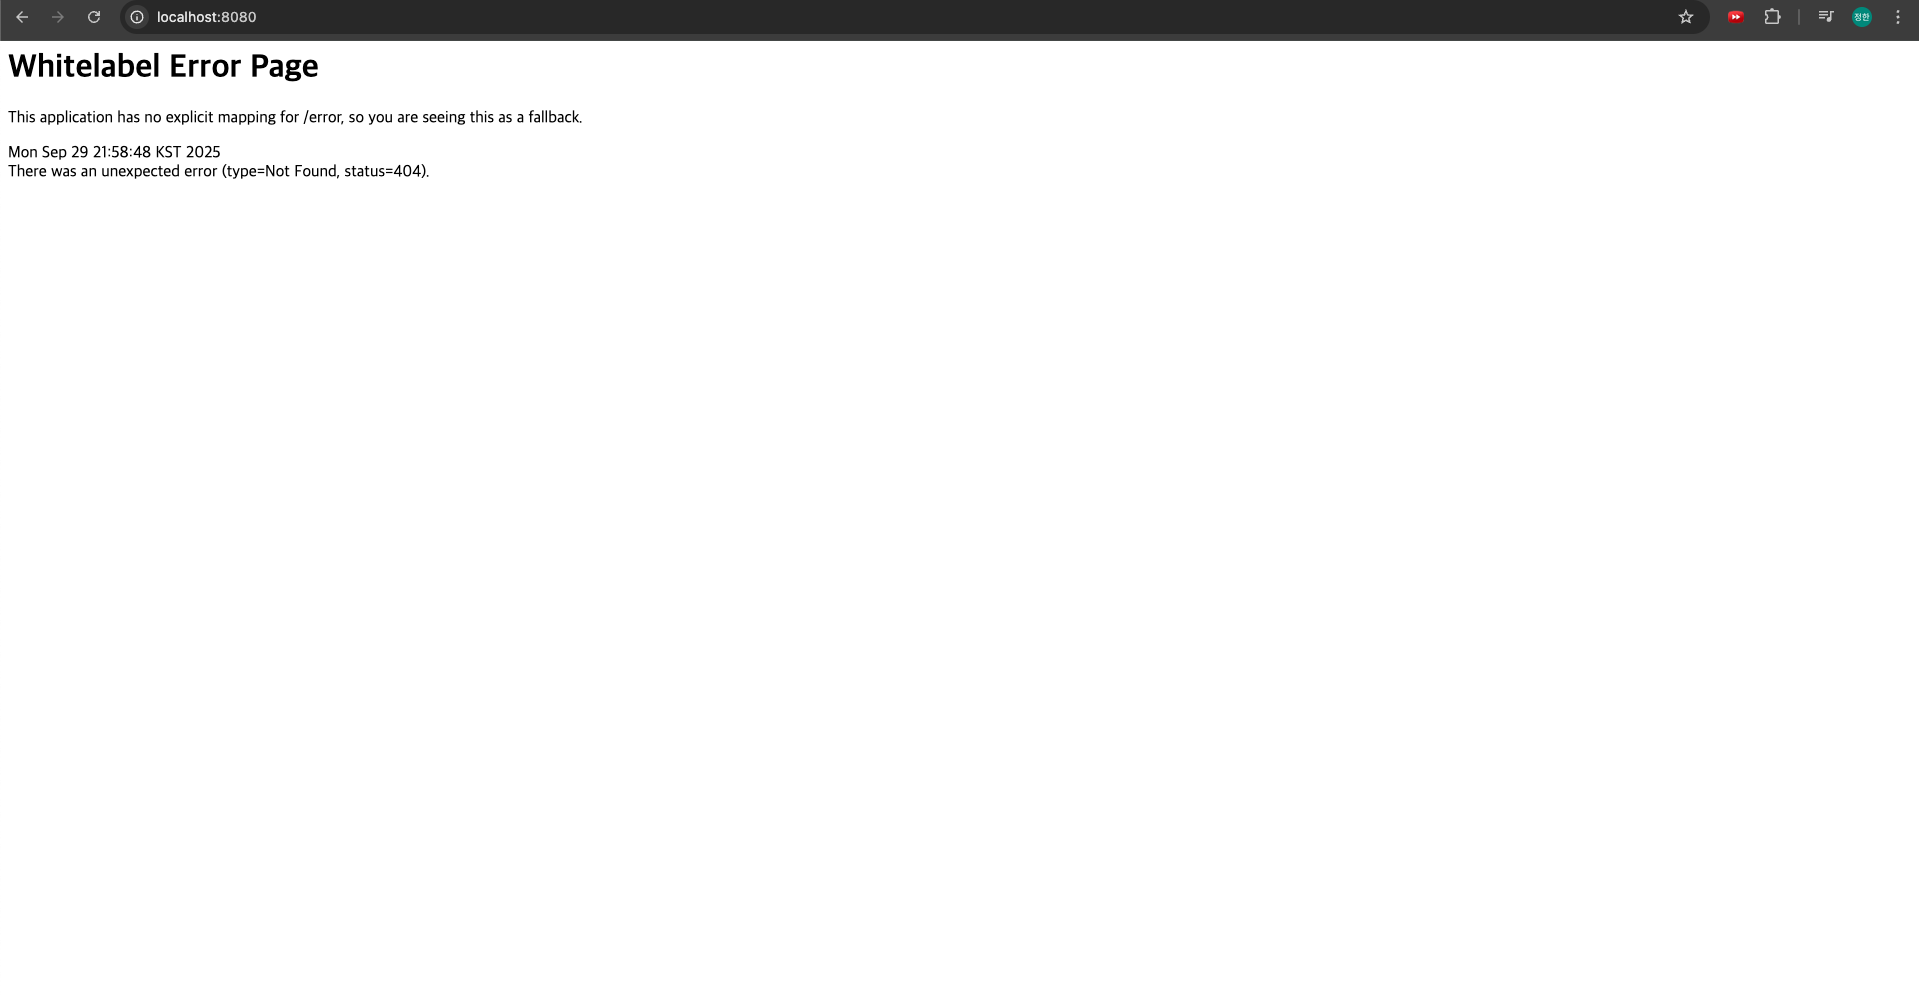 localhost:8080
정한
Whitelabel Error Page
This application has no explicit mapping for /error, so you are seeing this as a fallback.
Mon Sep 29 21:58:48 KST 2025
There was an unexpected error (type=Not Found, status=404).